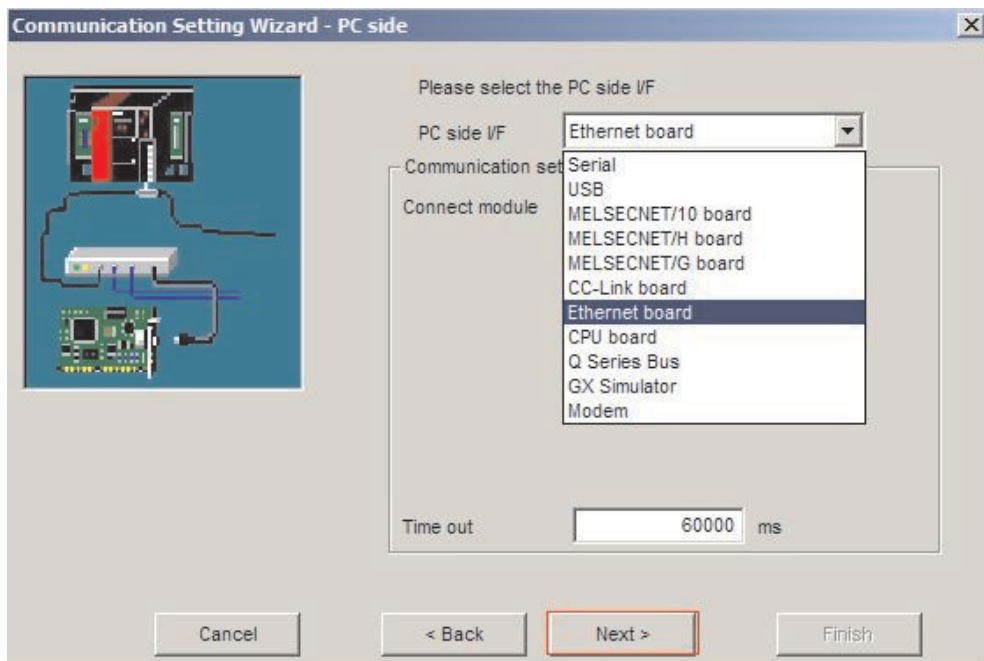 Communication Setting Wizard - PC side
Please select the PC side I/F
PC side I/F
Ethernet board
Communication set
Serial
USB
Connect module
MELSECNET/10 board
MELSECNET/H board
MELSECNET/G board
CC-Link board
Ethernet board
CPU board
Q Series Bus
GX Simulator
Modem
Time out 60000 ms
Cancel
< Back
Next >
Finish